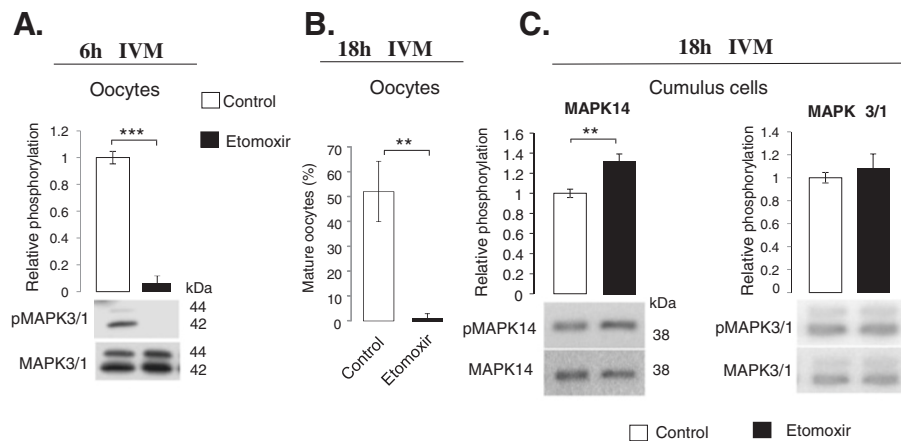 A.
6h IVM
Oocytes
Control
Etomoxir
***
Relative phosphorylation
1.2
1
0.8
0.6
0.4
0.2
0
kDa
pMAPK3/1
44
42
MAPK3/1
44
42
B.
18h IVM
Oocytes
**
Mature oocytes (%)
70
60
50
40
30
20
10
0
Control
Etomoxir
C.
18h IVM
Cumulus cells
MAPK14
**
Relative phosphorylation
1.6
1.4
1.2
1
0.8
0.6
0.4
0.2
0
kDa
pMAPK14
38
MAPK14
38
MAPK 3/1
Relative phosphorylation
1.4
1.2
1
0.8
0.6
0.4
0.2
0
pMAPK3/1
MAPK3/1
Control
Etomoxir